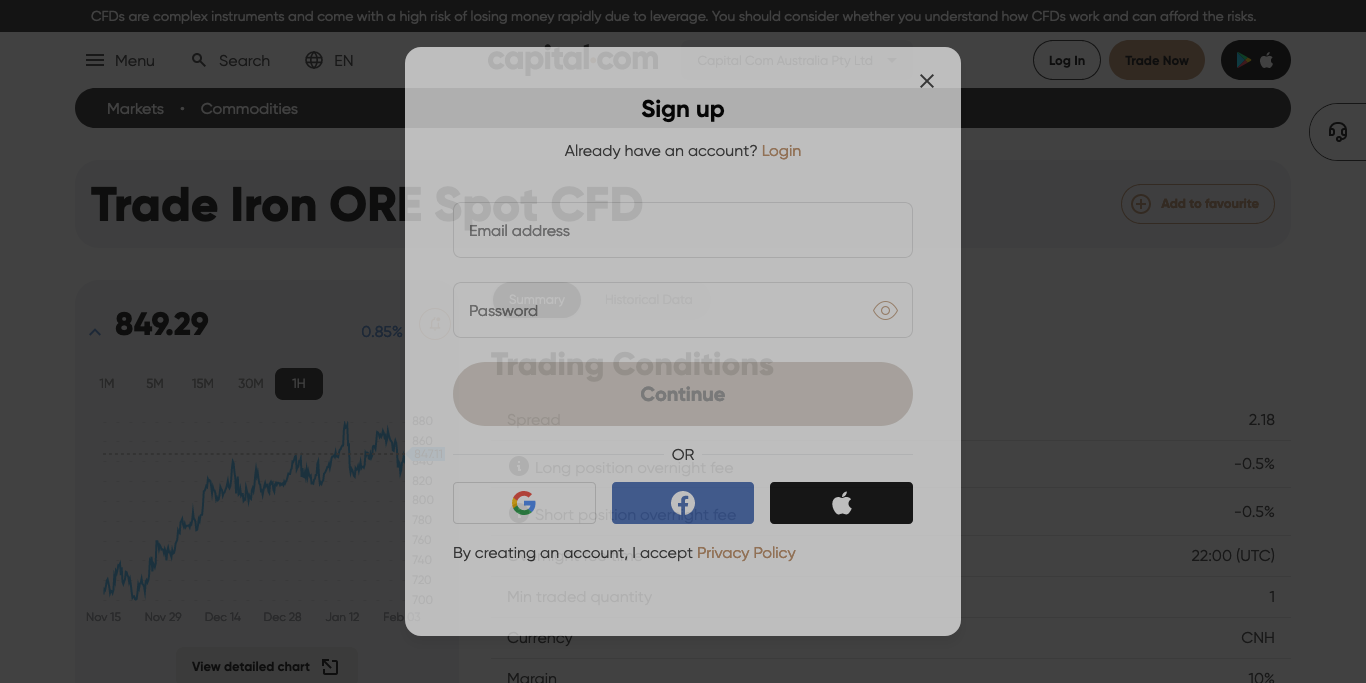 CFDs are complex instruments and come with a high risk of losing money rapidly due to leverage. You should consider whether you understand how CFDs work and can afford the risks.
Menu Search EN
capital.com
Capital Com Australia Pty Ltd
Log In
Trade Now
Markets • Commodities
Sign up
Already have an account? Login
Trade Iron ORE Spot CFD
Add to favourite
Email address
Password
Summary
Historical Data
849.29
0.85%
1M 5M 15M 30M 1H
Trading Conditions
Continue
Spread 2.18
OR
Long position overnight fee -0.5%
Short position overnight fee -0.5%
By creating an account, I accept Privacy Policy
22:00 (UTC)
Min traded quantity 1
Currency CNH
Margin 10%
880
860
820
800
780
760
740
720
700
Nov 15 Nov 29 Dec 14 Dec 28 Jan 12 Feb
View detailed chart